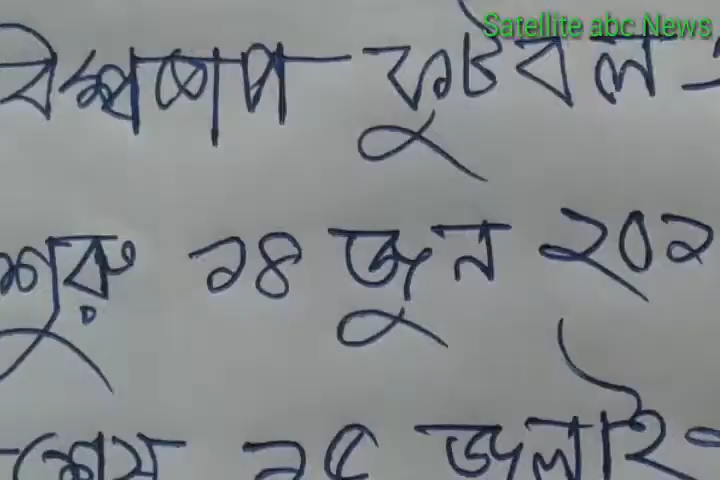 Satellite abc News
বিশ্বকাপ ফুটবল
শুরু ১৪ জুন ২০২
শেষ ১৫ জুলাই